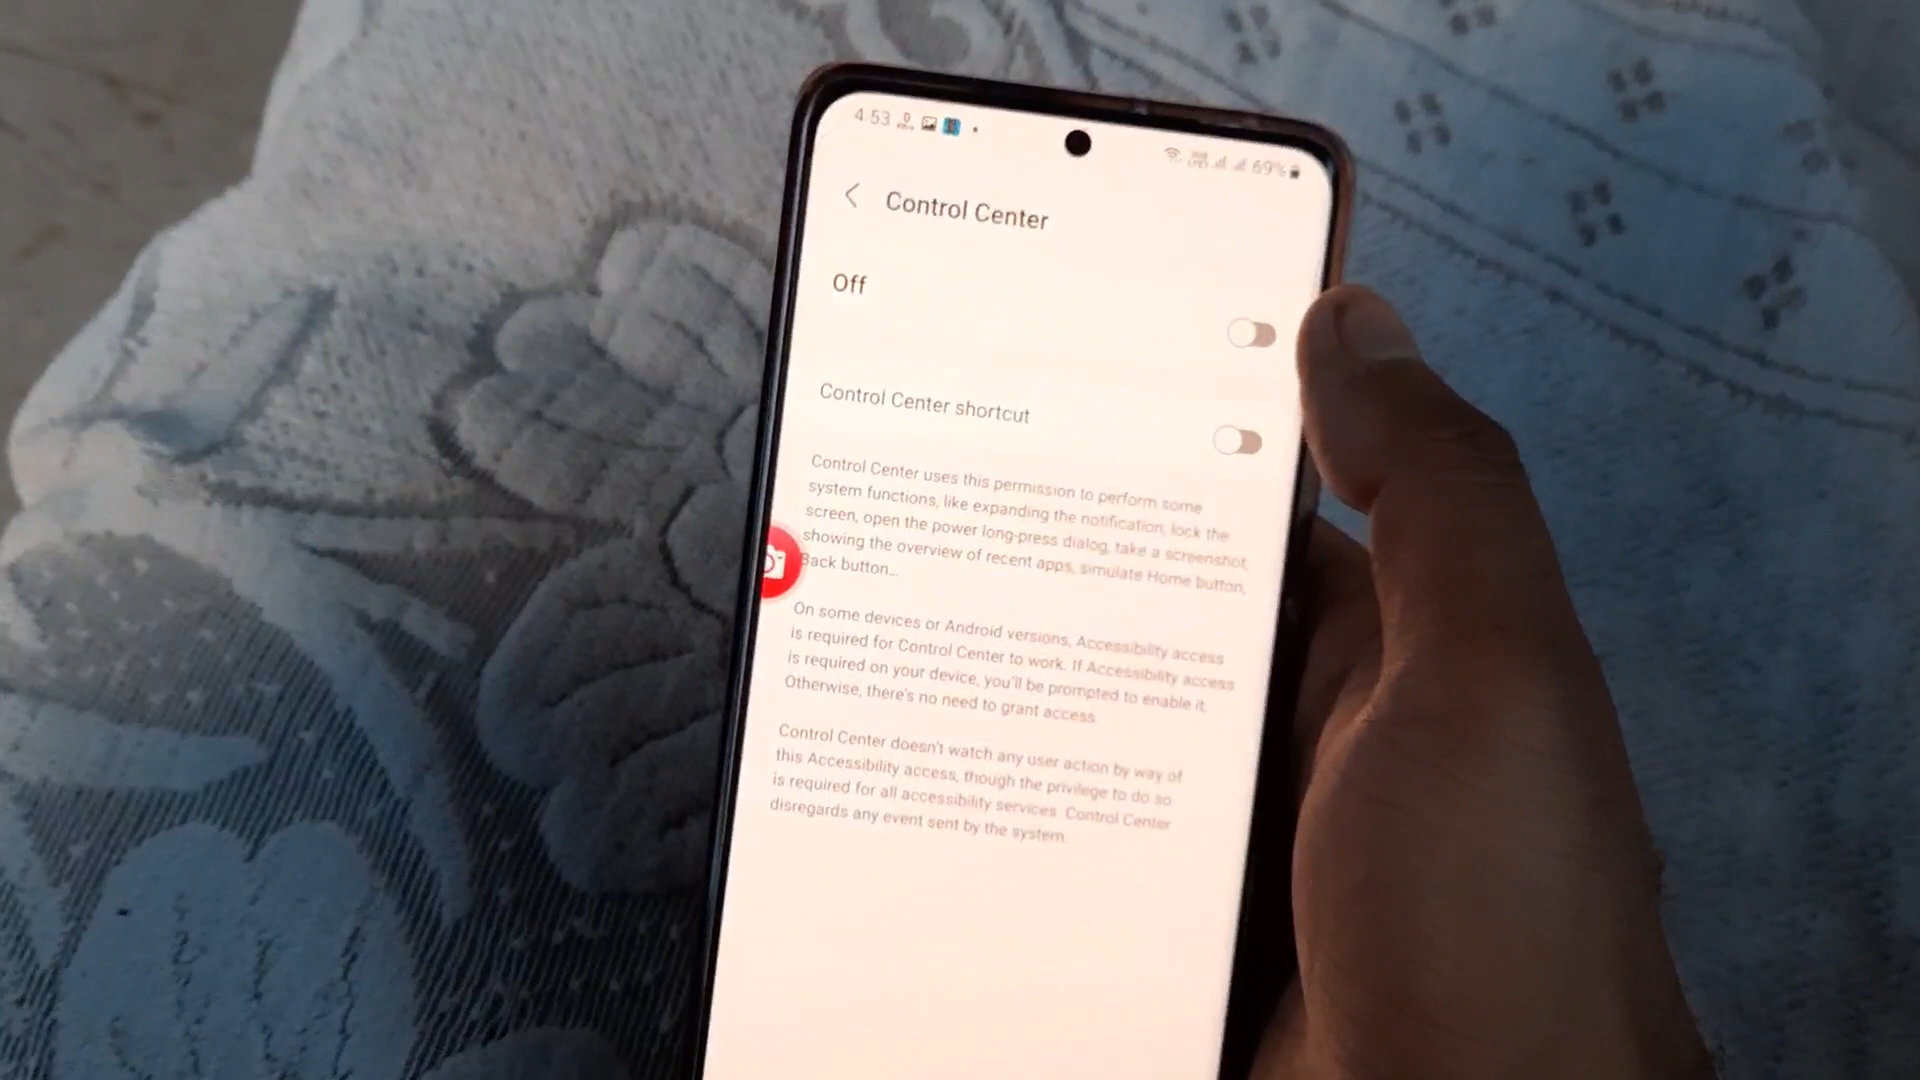 4:53
69%
Control Center
Off
Control Center shortcut
Control Center uses this permission to perform some
system functions, like expanding the notification, lock the
screen, open the power long-press dialog, take a screenshot,
showing the overview of recent apps, simulate Home button,
Back button...
On some devices or Android versions, Accessibility access
is required for Control Center to work. If Accessibility access
is required on your device, you'll be prompted to enable it.
Otherwise, there's no need to grant access.
Control Center doesn't watch any user action by way of
this Accessibility access, though the privilege to do so
is required for all accessibility services. Control Center
disregards any event sent by the system.